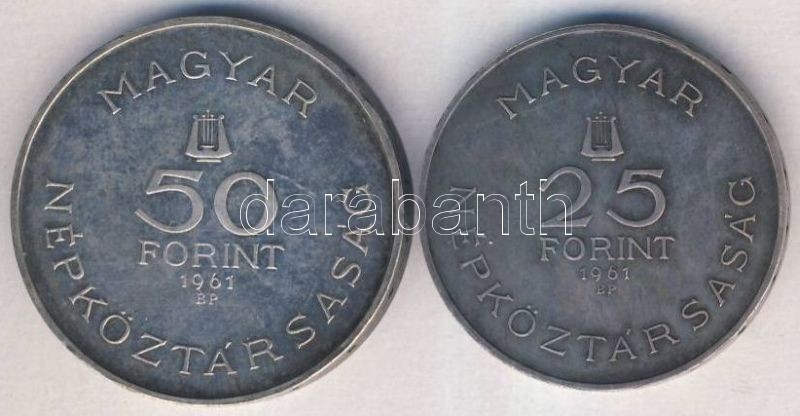 MAGYAR
50
FORINT
1961
BP
NÉPKÖZTÁRSASÁG
MAGYAR
25
FORINT
1961
BP
NÉPKÖZTÁRSASÁG
darabanth